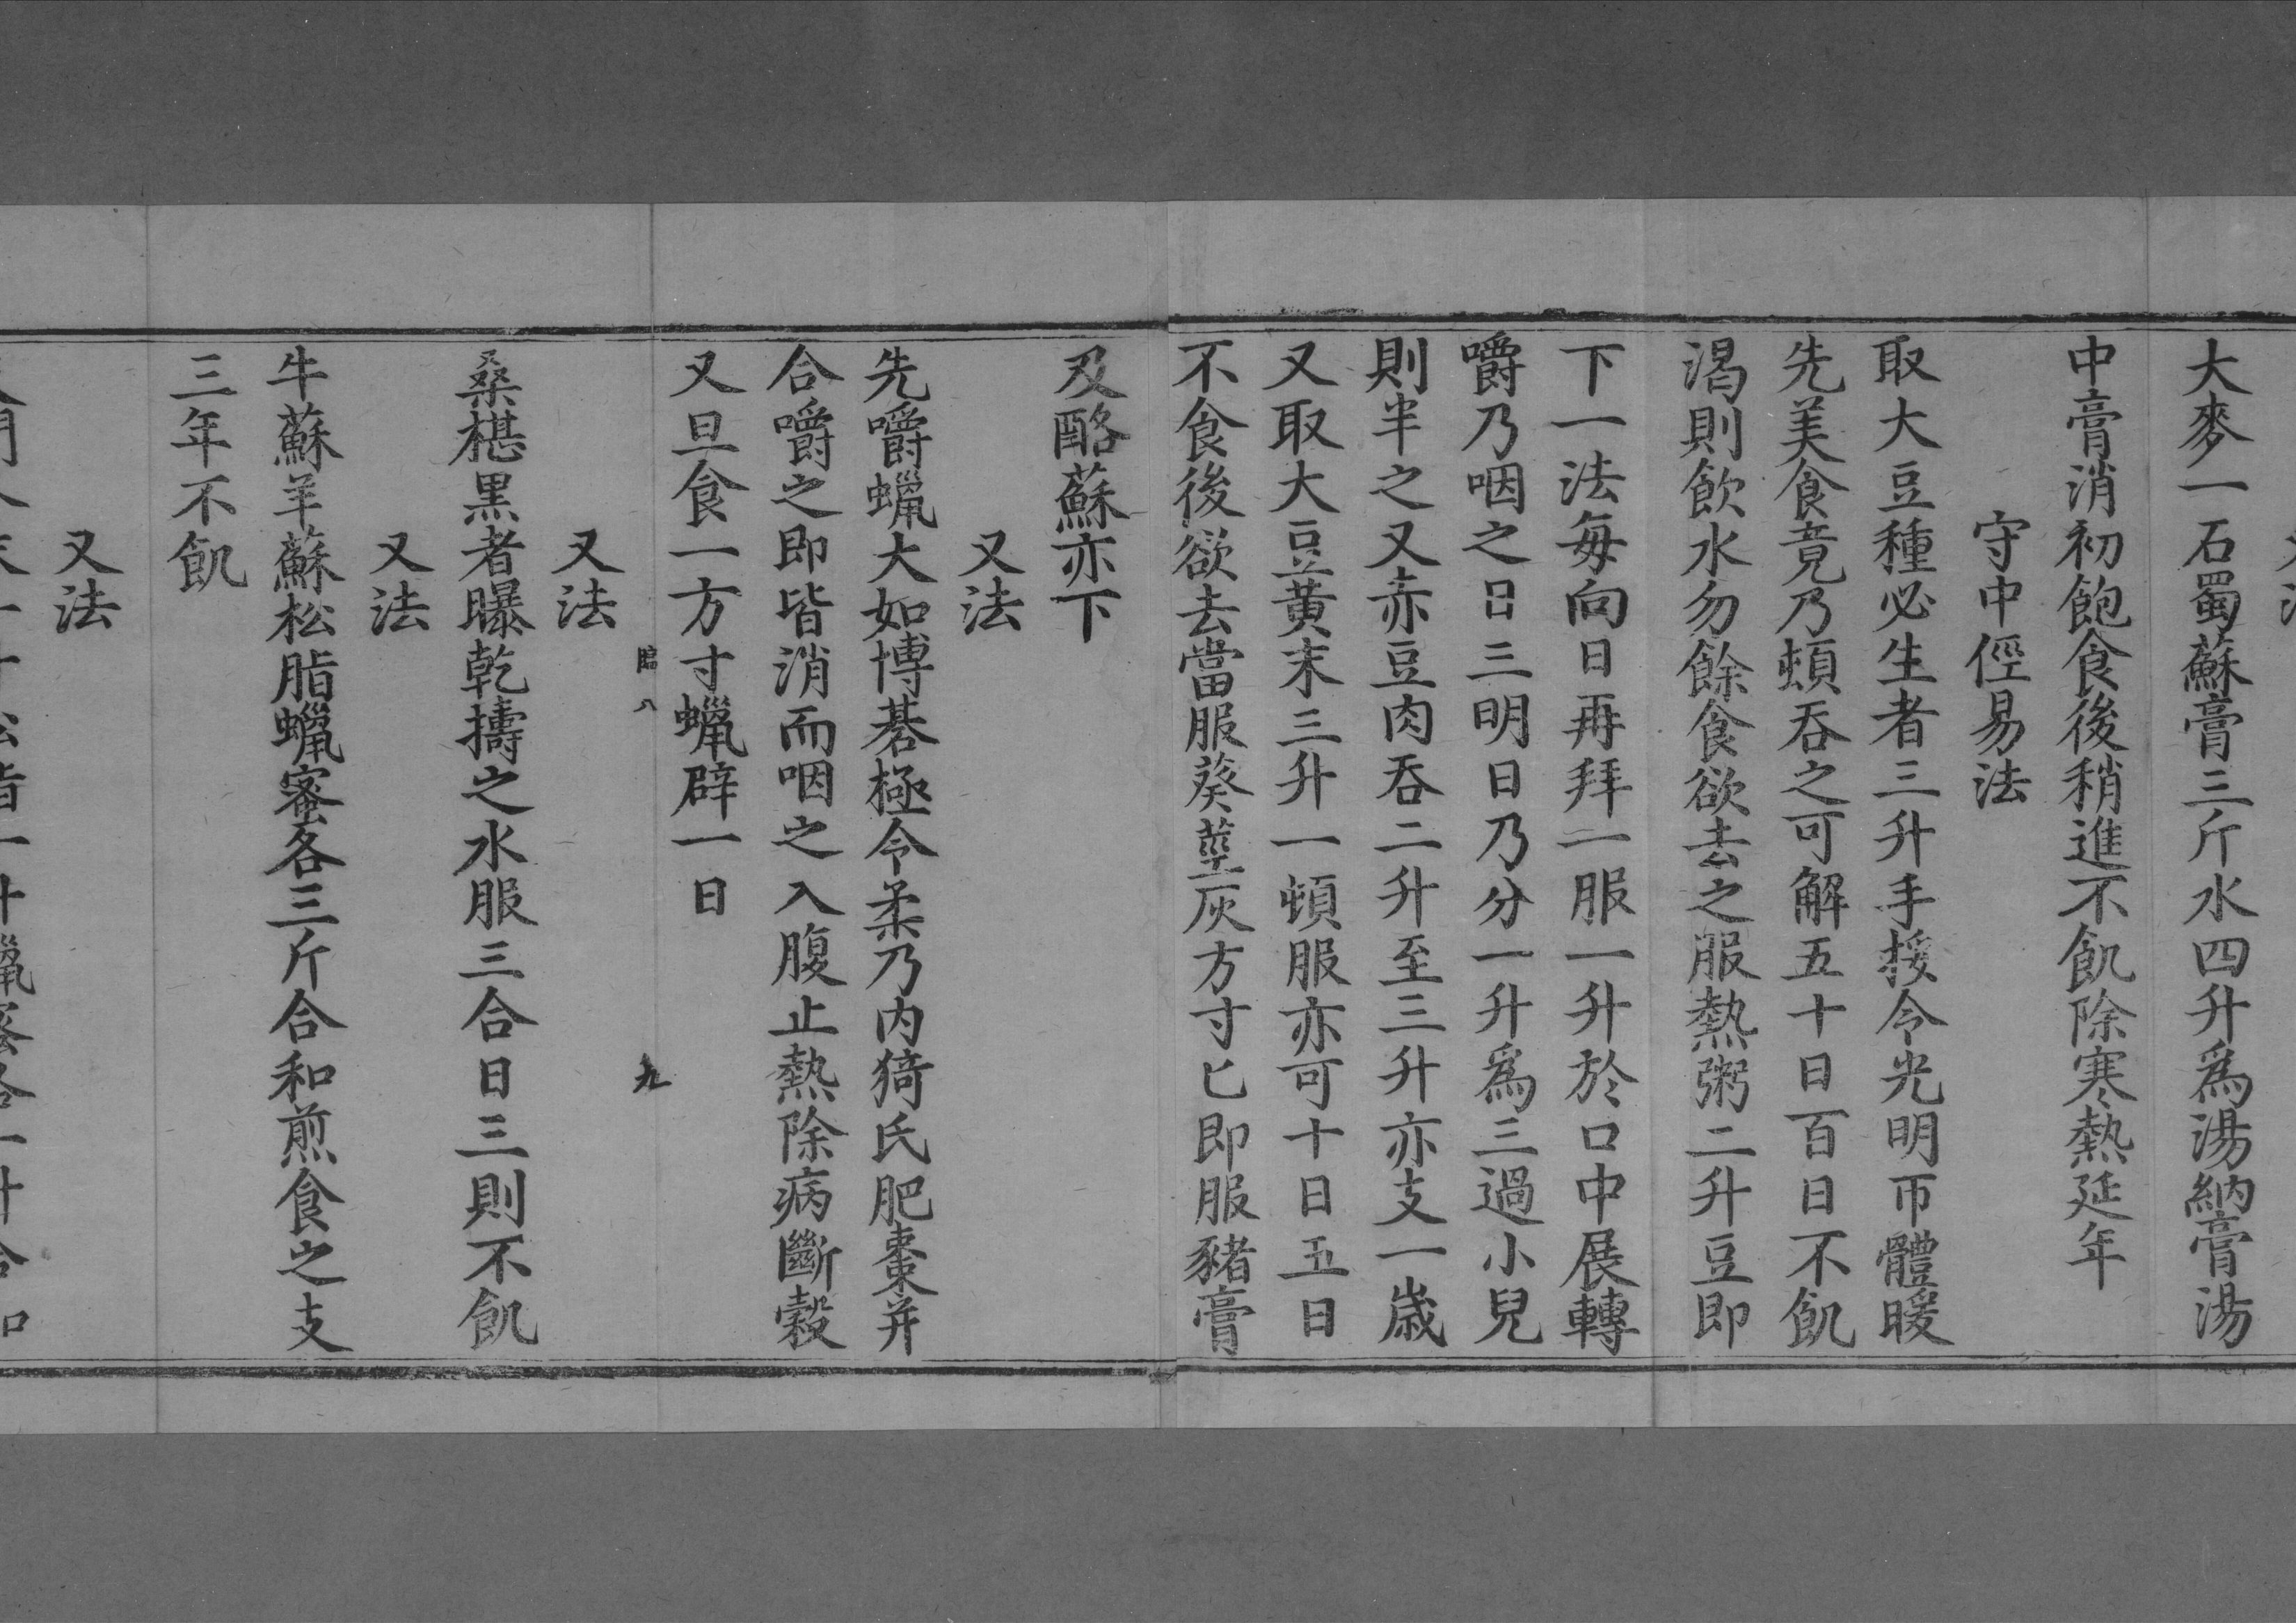 大麥一石蜀蘇膏三斤水四升爲湯納膏湯
中膏消初飽食後稍進不飢除寒熱延年
守中俓易法
取大豆種必生者三升手挼令光明帀體暖
先美食竟乃頓吞之可解五十日百日不飢
渴則飲水勿餘食欲去之服熱粥二升豆即
下一法每向日再拜一服一升於口中展轉
嚼乃咽之日三明日乃分一升爲三過小兒
則半之又赤豆肉吞二升至三升亦支一歲
又取大豆黃末三升一頓服亦可十日五日
不食後欲去當服葵莖灰方寸匕即服豬膏
及酪蘇亦下
又法
先嚼蠟大如博碁極令柔乃内猗氏肥棗并
合嚼之即皆消而咽之入腹止熱除病斷穀
又旦食一方寸蠟辟一日
八
九
又法
桑椹黑者曝乾擣之水服三合日三則不飢
又法
牛蘇羊蘇松脂蠟蜜各三斤合和煎食之支
三年不飢
又法